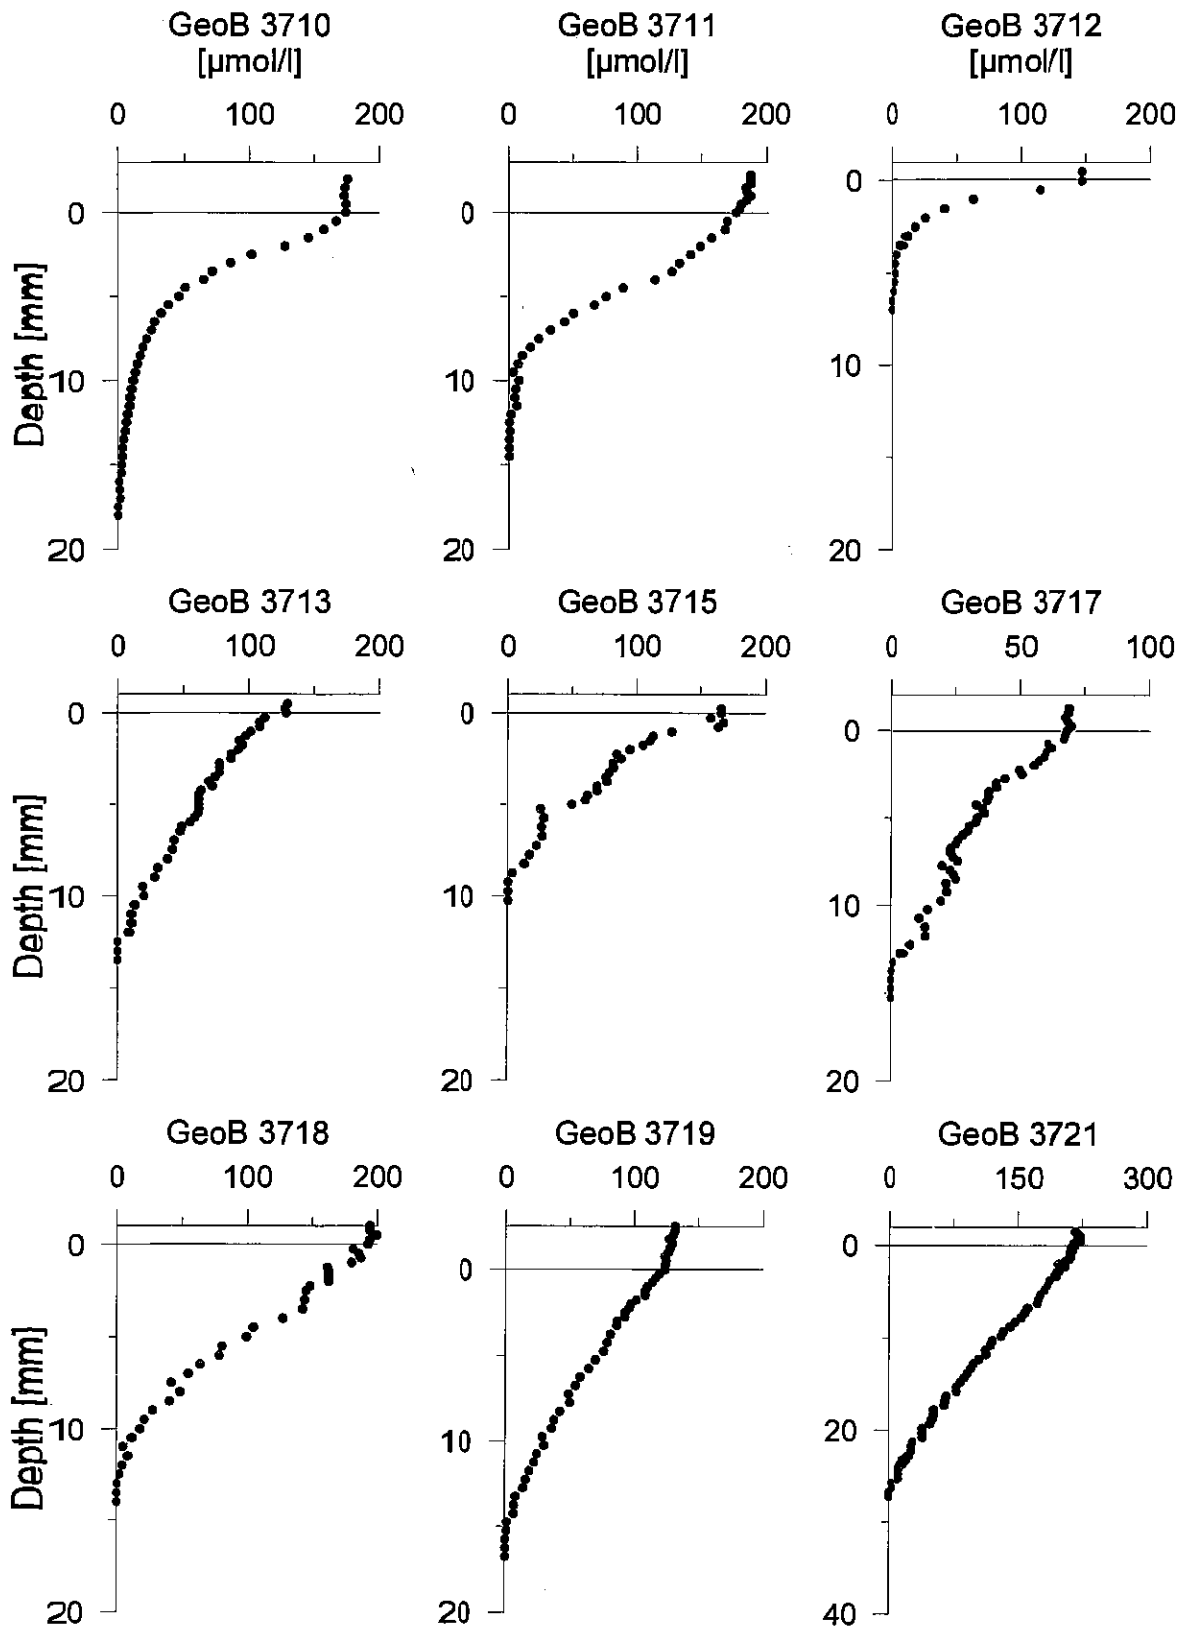 GeoB 3710 GeoB 3711 GeoB 3712
[µmol/l] [µmol/l] [µmol/l]
0 100 200 0 100 200 0 100 200
0 0 0
Depth [mm]
10 10 10
20 20 20
GeoB 3713 GeoB 3715 GeoB 3717
0 100 200 0 100 200 0 50 100
0 0 0
Depth [mm]
10 10 10
20 20 20
GeoB 3718 GeoB 3719 GeoB 3721
0 100 200 0 100 200 0 150 300
0 0 0
Depth [mm]
10 10 20
20 20 40